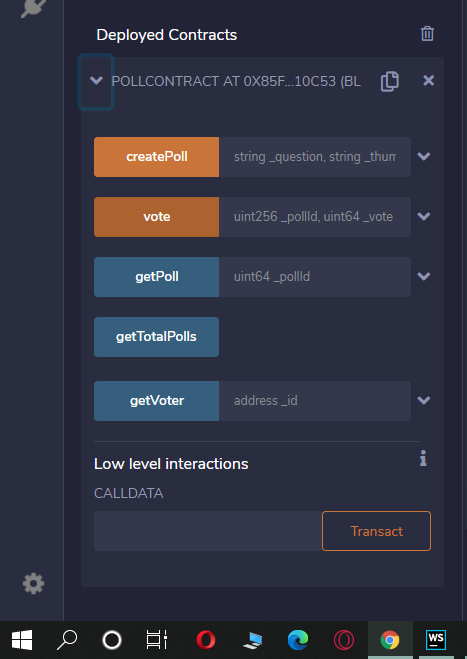 Deployed Contracts
POLLCONTRACT AT 0X85F...10C53 (BL
createPoll string _question, string _thum
vote uint256 _pollId, uint64 _vote
getPoll uint64 _pollId
getTotalPolls
getVoter address _id
Low level interactions
CALLDATA
Transact
WS